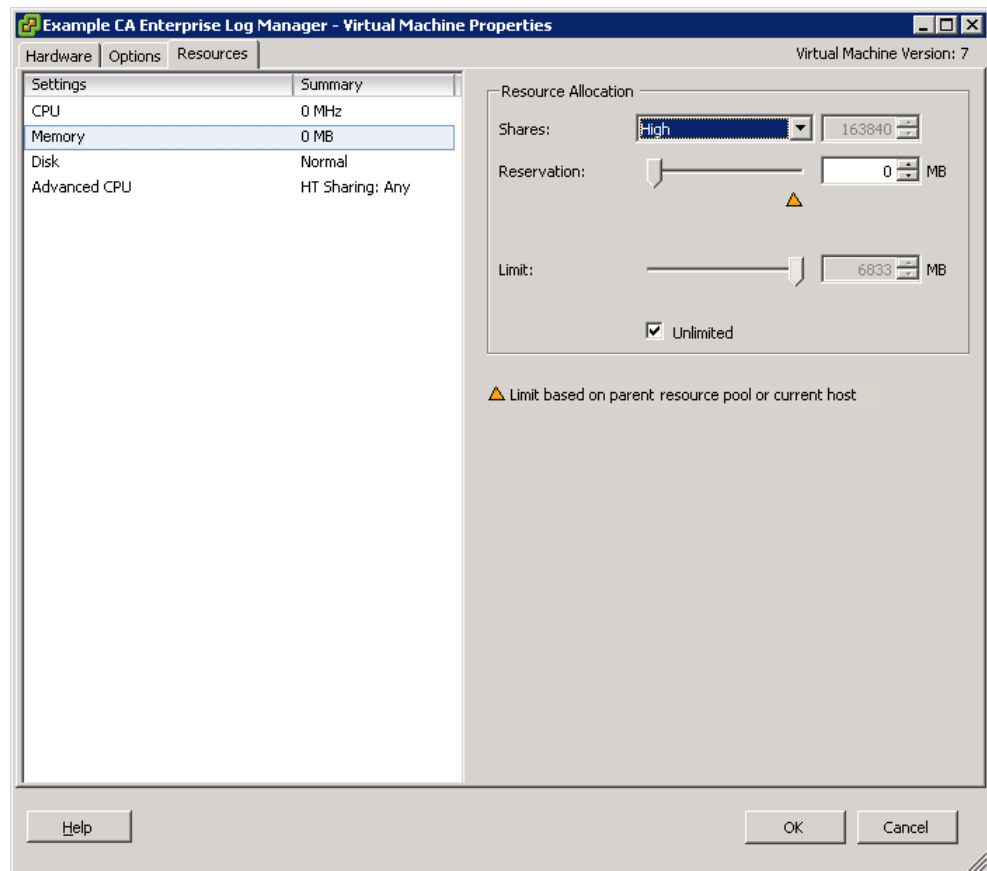 Example CA Enterprise Log Manager - Virtual Machine Properties
Hardware Options Resources Virtual Machine Version: 7
Settings Summary
CPU 0 MHz
Memory 0 MB
Disk Normal
Advanced CPU HT Sharing: Any
Resource Allocation
Shares: High 163840
Reservation: 0 MB
Limit: 6833 MB
Unlimited
Limit based on parent resource pool or current host
Help OK Cancel